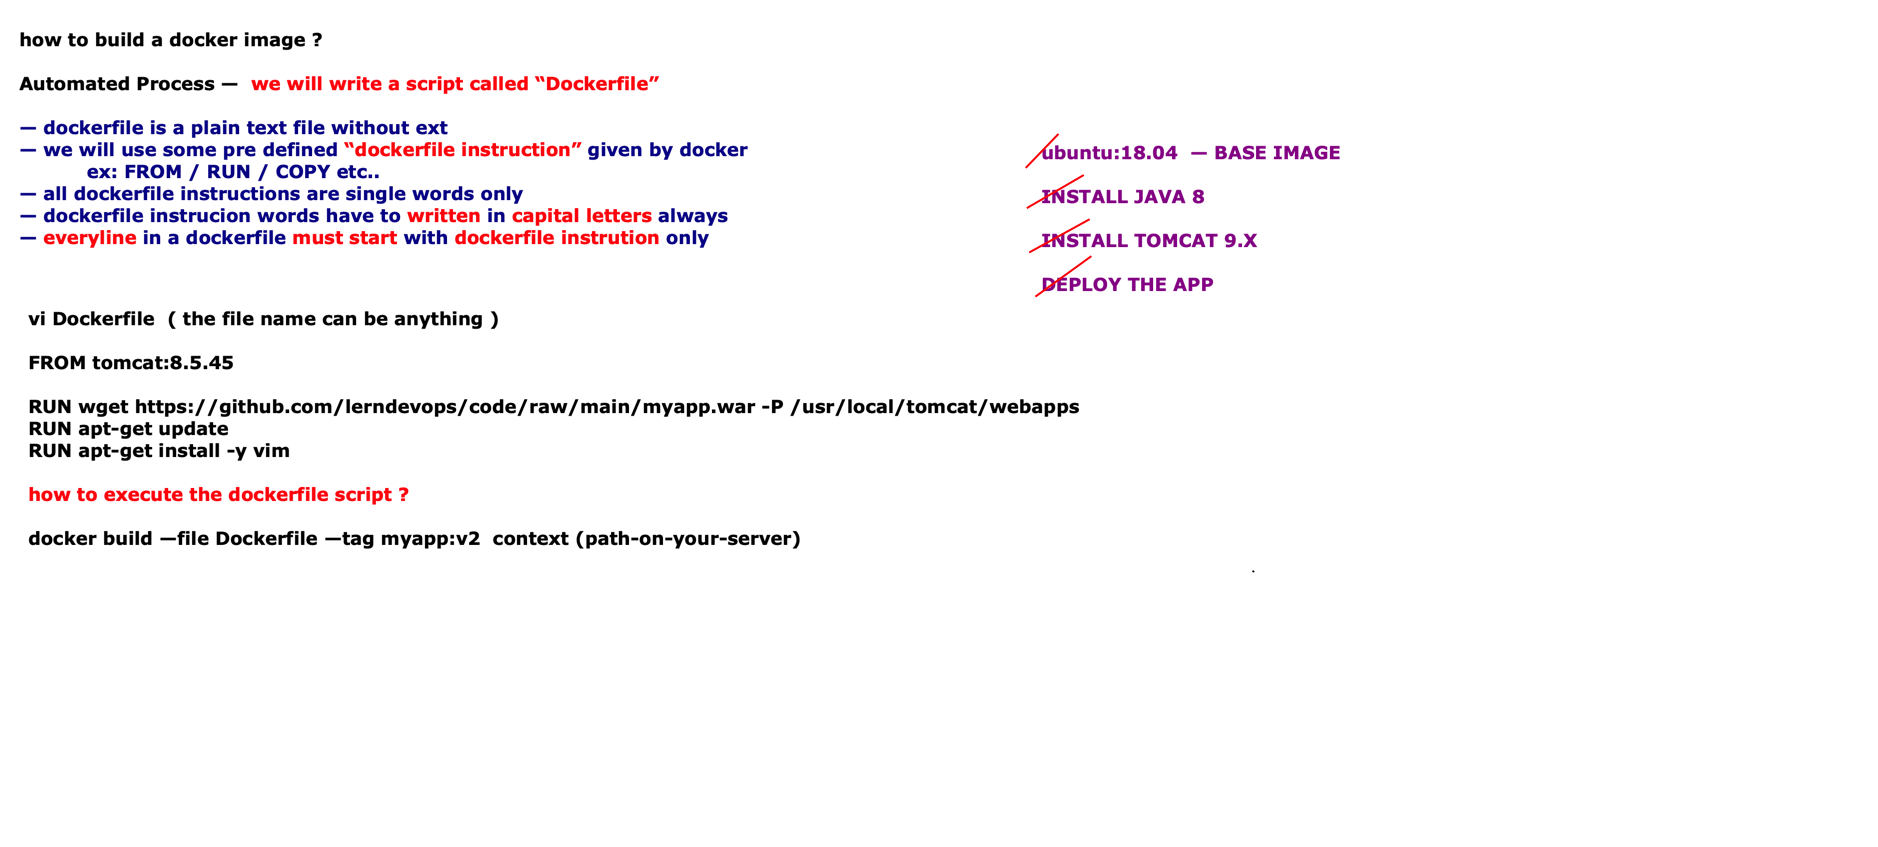 how to build a docker image ?
Automated Process — we will write a script called “Dockerfile”
— dockerfile is a plain text file without ext
— we will use some pre defined “dockerfile instruction” given by docker
ex: FROM / RUN / COPY etc..
— all dockerfile instructions are single words only
— dockerfile instrucion words have to written in capital letters always
— everyline in a dockerfile must start with dockerfile instrution only
ubuntu:18.04 — BASE IMAGE
INSTALL JAVA 8
INSTALL TOMCAT 9.X
DEPLOY THE APP
vi Dockerfile ( the file name can be anything )
FROM tomcat:8.5.45
RUN wget https://github.com/lerndevops/code/raw/main/myapp.war -P /usr/local/tomcat/webapps
RUN apt-get update
RUN apt-get install -y vim
how to execute the dockerfile script ?
docker build —file Dockerfile —tag myapp:v2 context (path-on-your-server)